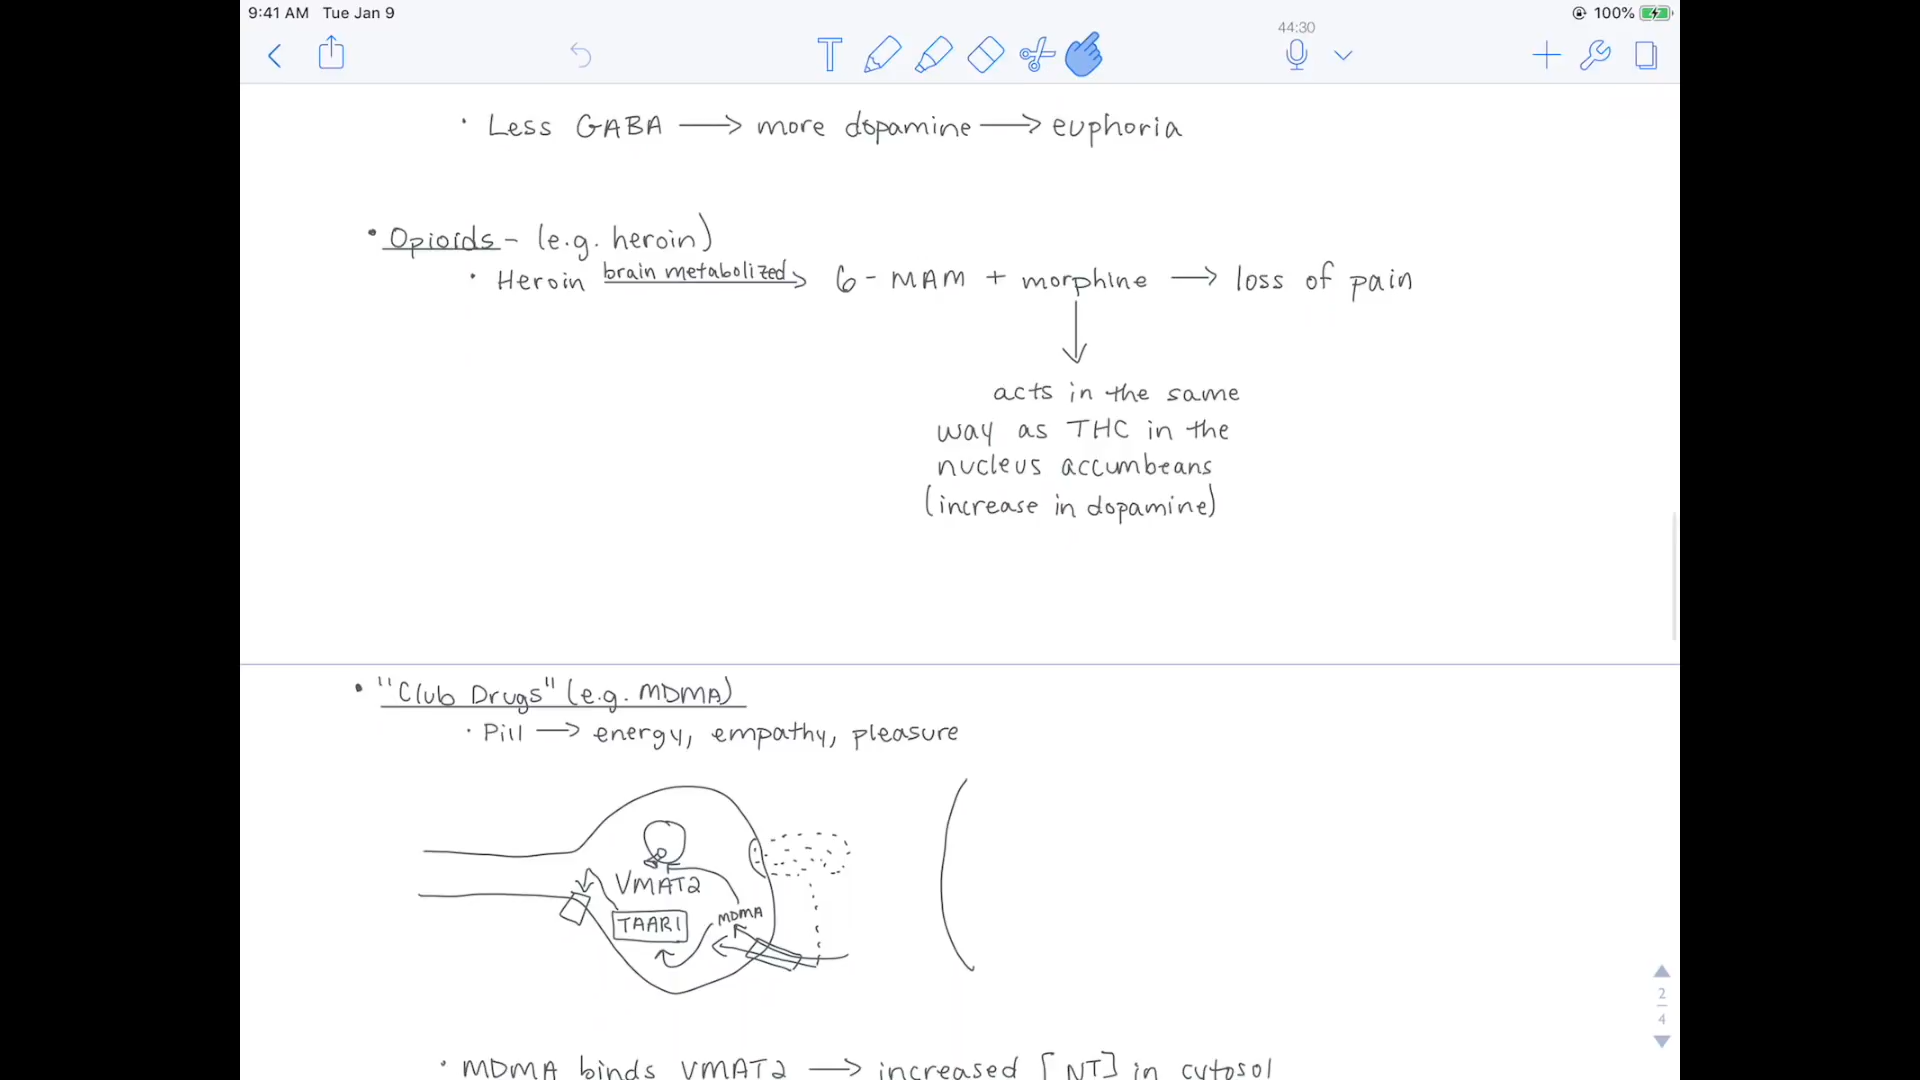 9:41 AM Tue Jan 9
100%
44:30
T
· Less GABA → more dopamine → euphoria
• Opioids - (e.g. heroin)
· Heroin brain metabolized → 6-MAM + morphine → loss of pain
↓
acts in the same
way as THC in the
nucleus accumbeans
(increase in dopamine)
• "Club Drugs" (e.g. MDMA)
· Pill → energy, empathy, pleasure
VMAT2
TAAR1
MDMA
2
4
· MDMA binds VMAT2 → increased [NT] in cytosol